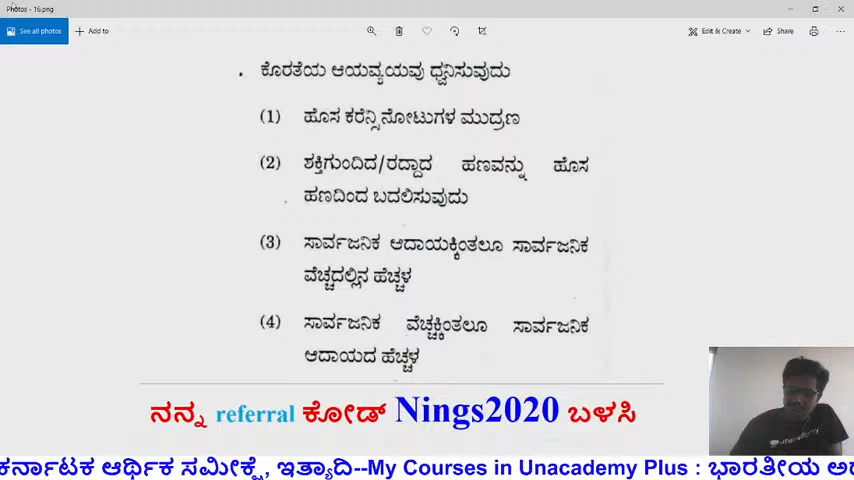 Photos - 16.png
See all photos
Add to
Edit & Create
Share
. ಕೊರತೆಯ ಆಯವ್ಯಯವು ಧ್ವನಿಸುವುದು
(1) ಹೊಸ ಕರೆನ್ಸಿ ನೋಟುಗಳ ಮುದ್ರಣ
(2) ಶಕ್ತಿಗುಂದಿದ/ರದ್ದಾದ ಹಣವನ್ನು ಹೊಸ
ಹಣದಿಂದ ಬದಲಿಸುವುದು
(3) ಸಾರ್ವಜನಿಕ ಆದಾಯಕ್ಕಿಂತಲೂ ಸಾರ್ವಜನಿಕ
ವೆಚ್ಚದಲ್ಲಿನ ಹೆಚ್ಚಳ
(4) ಸಾರ್ವಜನಿಕ ವೆಚ್ಚಕ್ಕಿಂತಲೂ ಸಾರ್ವಜನಿಕ
ಆದಾಯದ ಹೆಚ್ಚಳ
ನನ್ನ referral ಕೋಡ್ Nings2020 ಬಳಸಿ
unacademy
ಕರ್ನಾಟಕ ಆರ್ಥಿಕ ಸಮೀಕ್ಷೆ, ಇತ್ಯಾದಿ--My Courses in Unacademy Plus : ಭಾರತೀಯ